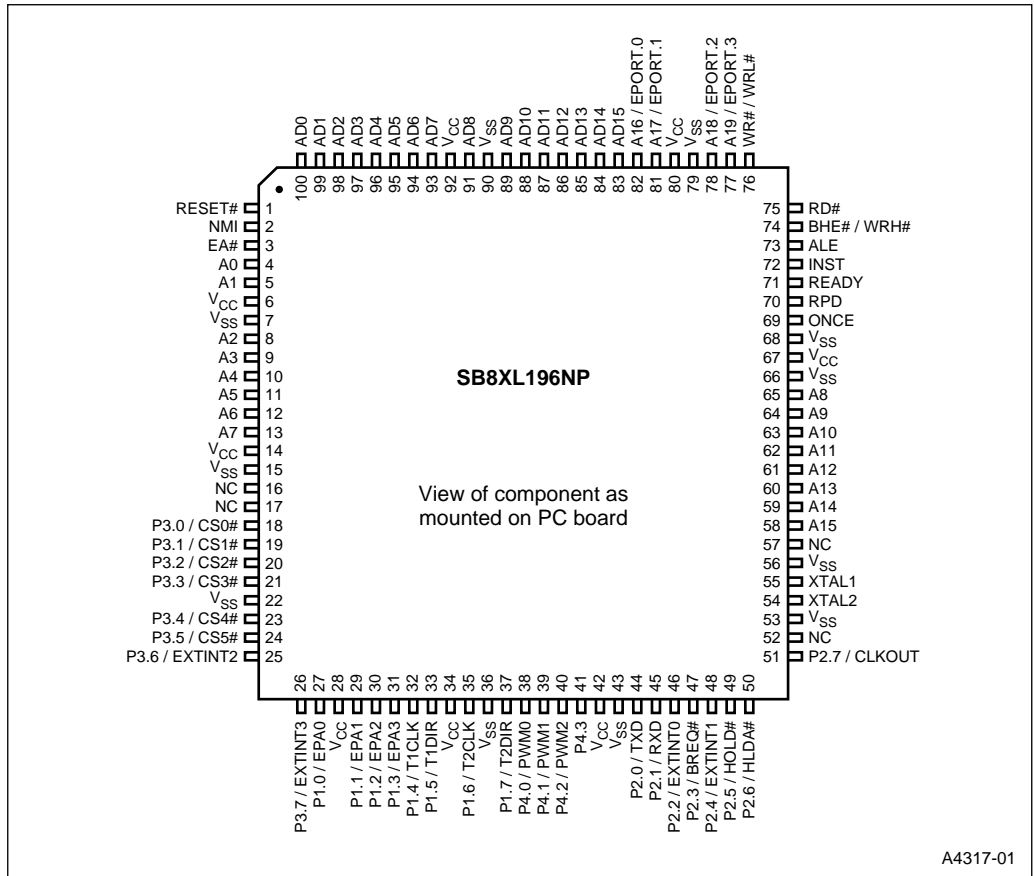 AD0
AD1
AD2
AD3
AD4
AD5
AD6
AD7
VCC
AD8
VSS
AD9
AD10
AD11
AD12
AD13
AD14
AD15
A16 / EPORT.0
A17 / EPORT.1
VCC
VSS
A18 / EPORT.2
A19 / EPORT.3
WR# / WRL#
100
99
98
97
96
95
94
93
92
91
90
89
88
87
86
85
84
83
82
81
80
79
78
77
76
RESET# 1
NMI 2
EA# 3
A0 4
A1 5
VCC 6
VSS 7
A2 8
A3 9
A4 10
A5 11
A6 12
A7 13
VCC 14
VSS 15
NC 16
NC 17
P3.0 / CS0# 18
P3.1 / CS1# 19
P3.2 / CS2# 20
P3.3 / CS3# 21
VSS 22
P3.4 / CS4# 23
P3.5 / CS5# 24
P3.6 / EXTINT2 25
SB8XL196NP
View of component as
mounted on PC board
75 RD#
74 BHE# / WRH#
73 ALE
72 INST
71 READY
70 RPD
69 ONCE
68 VSS
67 VCC
66 VSS
65 A8
64 A9
63 A10
62 A11
61 A12
60 A13
59 A14
58 A15
57 NC
56 VSS
55 XTAL1
54 XTAL2
53 VSS
52 NC
51 P2.7 / CLKOUT
26
27
28
29
30
31
32
33
34
35
36
37
38
39
40
41
42
43
44
45
46
47
48
49
50
P3.7 / EXTINT3
P1.0 / EPA0
VCC
P1.1 / EPA1
P1.2 / EPA2
P1.3 / EPA3
P1.4 / T1CLK
P1.5 / T1DIR
VCC
P1.6 / T2CLK
VSS
P1.7 / T2DIR
P4.0 / PWM0
P4.1 / PWM1
P4.2 / PWM2
P4.3
VCC
VSS
P2.0 / TXD
P2.1 / RXD
P2.2 / EXTINT0
P2.3 / BREQ#
P2.4 / EXTINT1
P2.5 / HOLD#
P2.6 / HLDA#
A4317-01